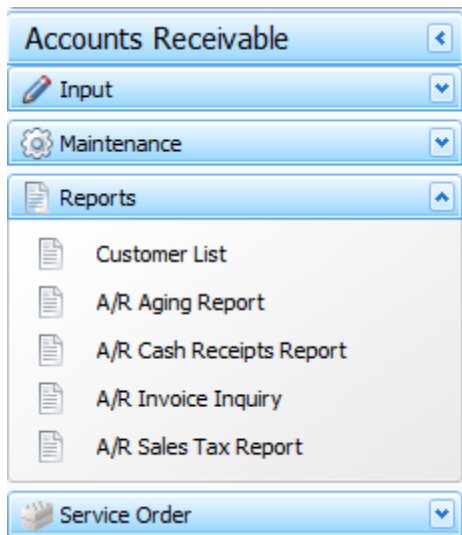 Accounts Receivable
Input
Maintenance
Reports
Customer List
A/R Aging Report
A/R Cash Receipts Report
A/R Invoice Inquiry
A/R Sales Tax Report
Service Order